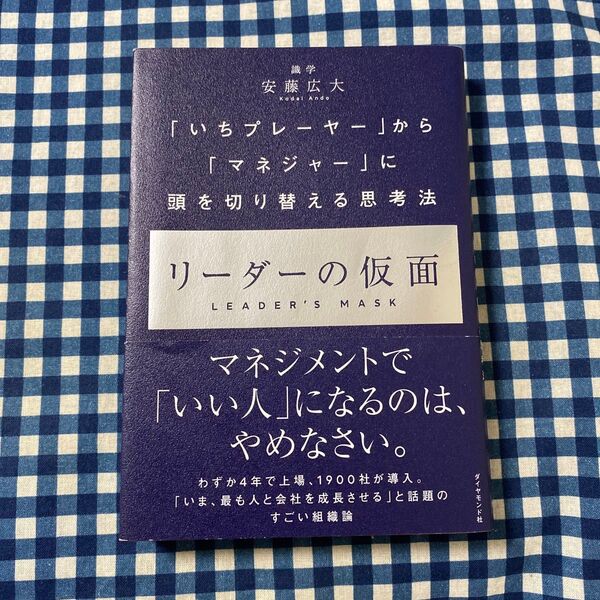 識学
安藤広大
Kodai Ando
「いちプレーヤー」から
「マネジャー」に
頭を切り替える思考法
リーダーの仮面
LEADER'S MASK
マネジメントで
「いい人」になるのは、
やめなさい。
わずか4年で上場、1900社が導入。
「いま、最も人と会社を成長させる」と話題の
すごい組織論
ダイヤモンド社